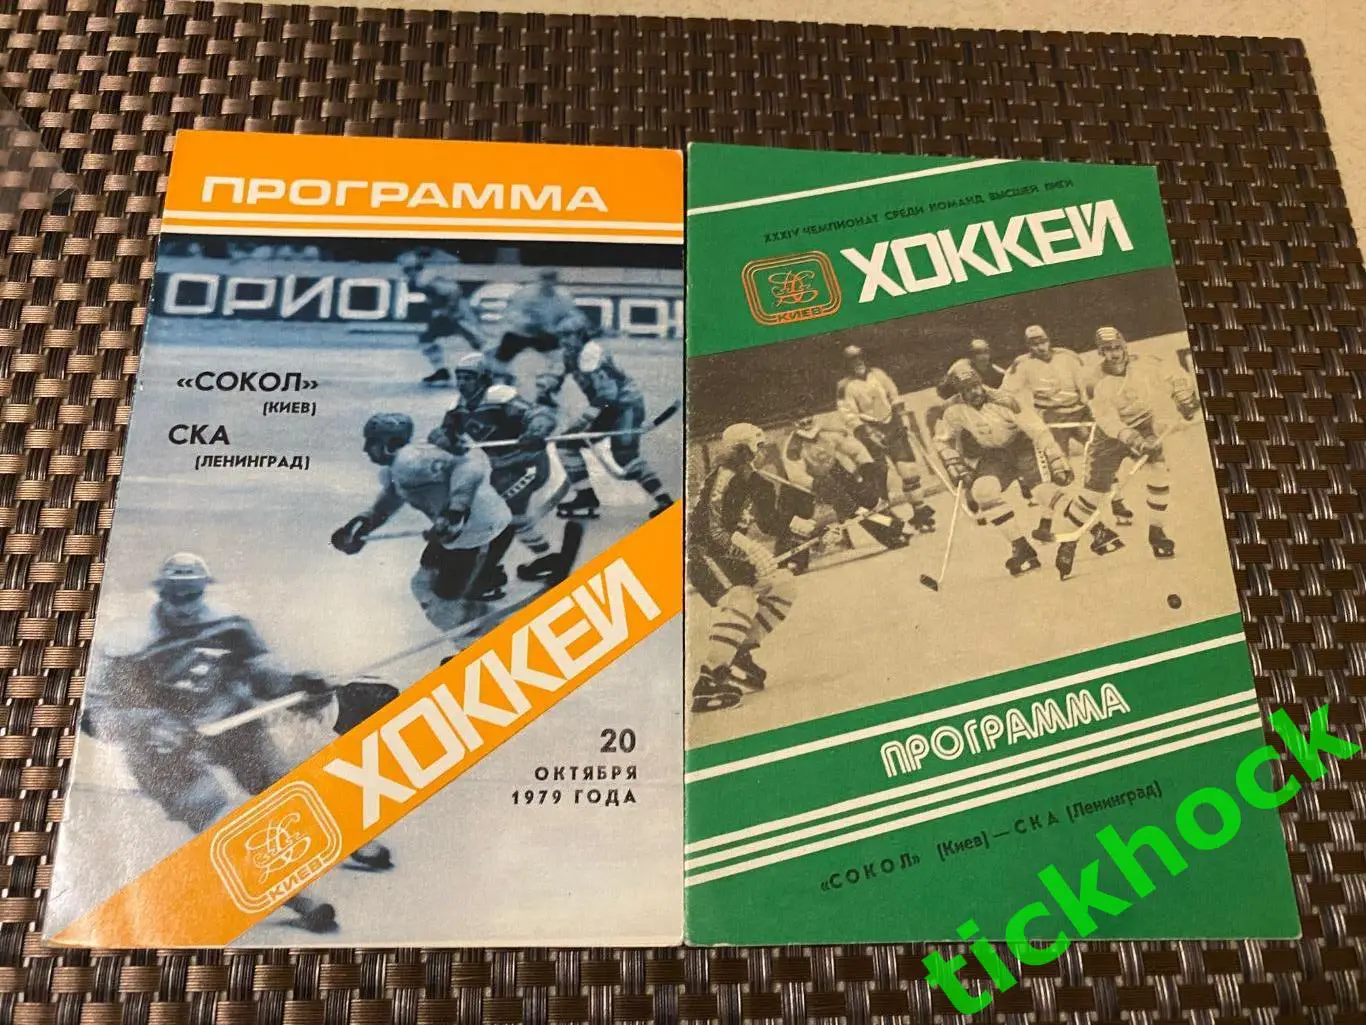 ПРОГРАММА
ОРИОН
«СОКОЛ»
(КИЕВ)
СКА
(ЛЕНИНГРАД)
ХОККЕЙ
20
ОКТЯБРЯ
1979 ГОДА
КИЕВ
XXXIV ЧЕМПИОНАТ СРЕДИ КОМАНД ВЫСШЕЙ ЛИГИ
ХОККЕЙ
КИЕВ
ПРОГРАММА
«СОКОЛ» (Киев) — СКА (Ленинград)
tickhock